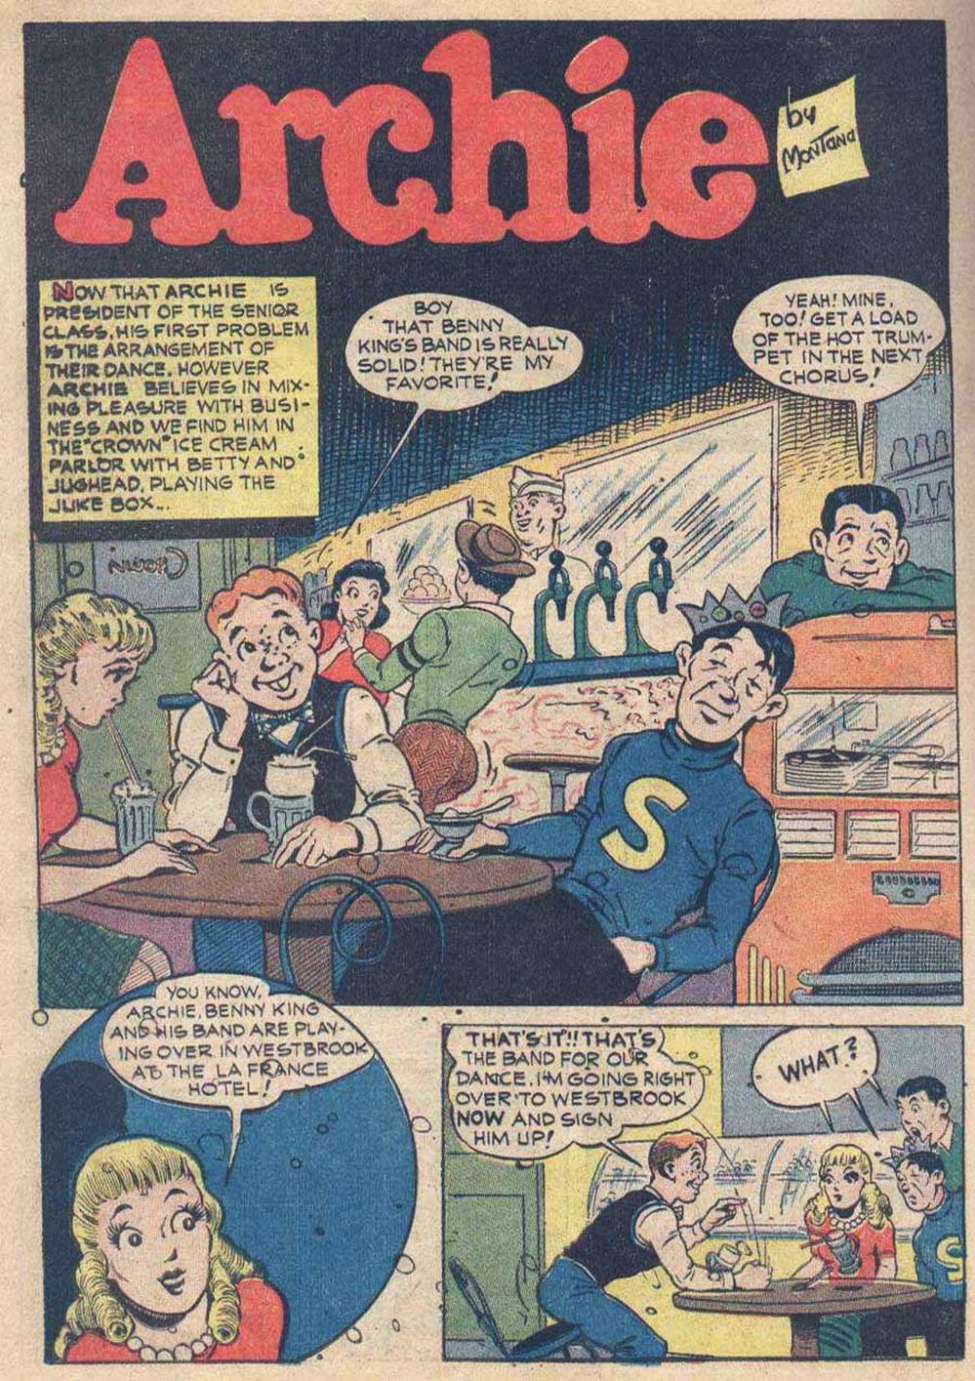 Archie
by
MonTana
NOW THAT ARCHIE IS
PRESIDENT OF THE SENIOR
CLASS, HIS FIRST PROBLEM
IS THE ARRANGEMENT OF
THEIR DANCE. HOWEVER
ARCHIE BELIEVES IN MIX-
ING PLEASURE WITH BUSI-
NESS AND WE FIND HIM IN
THE "CROWN" ICE CREAM
PARLOR WITH BETTY AND
JUGHEAD, PLAYING THE
JUKE BOX...
BOY
THAT BENNY
KING'S BAND IS REALLY
SOLID! THEY'RE MY
FAVORITE!
YEAH! MINE,
TOO! GET A LOAD
OF THE HOT TRUM-
PET IN THE NEXT
CHORUS!
Crown
S
YOU KNOW,
ARCHIE, BENNY KING
AND HIS BAND ARE PLAY-
ING OVER IN WESTBROOK
AT THE LA FRANCE
HOTEL!
THAT'S IT!! THAT'S
THE BAND FOR OUR
DANCE. I'M GOING RIGHT
OVER TO WESTBROOK
NOW AND SIGN
HIM UP!
WHAT?
S